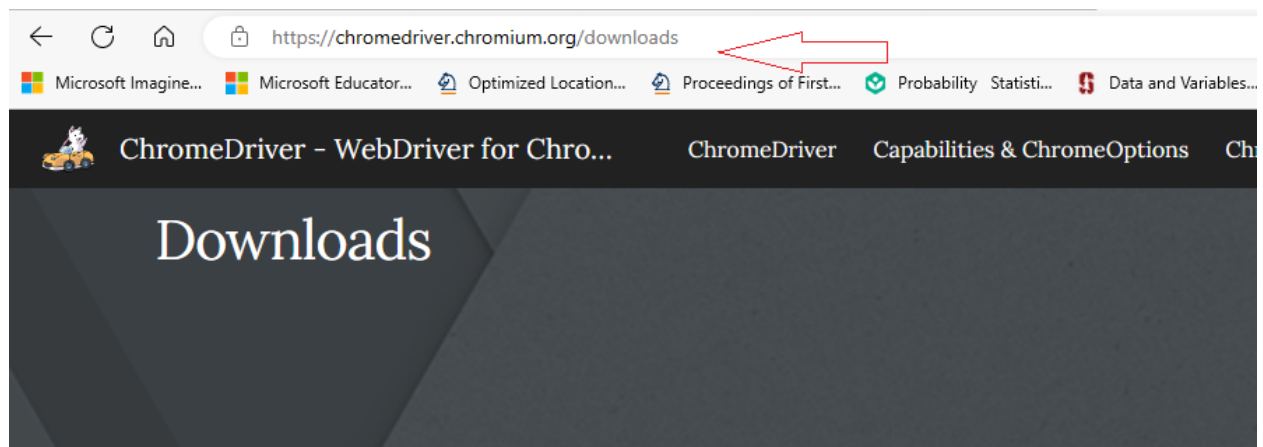 https://chromedriver.chromium.org/downloads
Microsoft Imagine... Microsoft Educator... Optimized Location... Proceedings of First... Probability Statisti... Data and Variables...
ChromeDriver - WebDriver for Chro... ChromeDriver Capabilities & ChromeOptions
Downloads